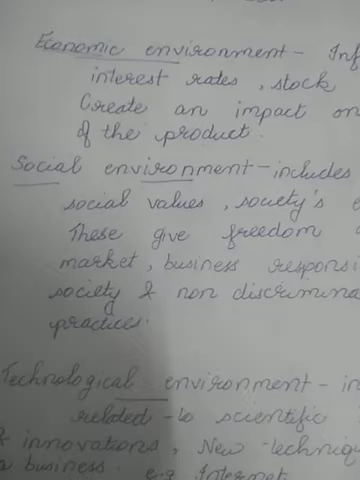 Economic environment - Inf
interest rates, stock
Create an impact on
of the product.
Social environment - includes
social values, society's e
These give freedom
market, business responsi
society & non discrimina
practices.
Technological environment - in
related to scientific
& innovations, New techniqu
a business. e.g. Internet